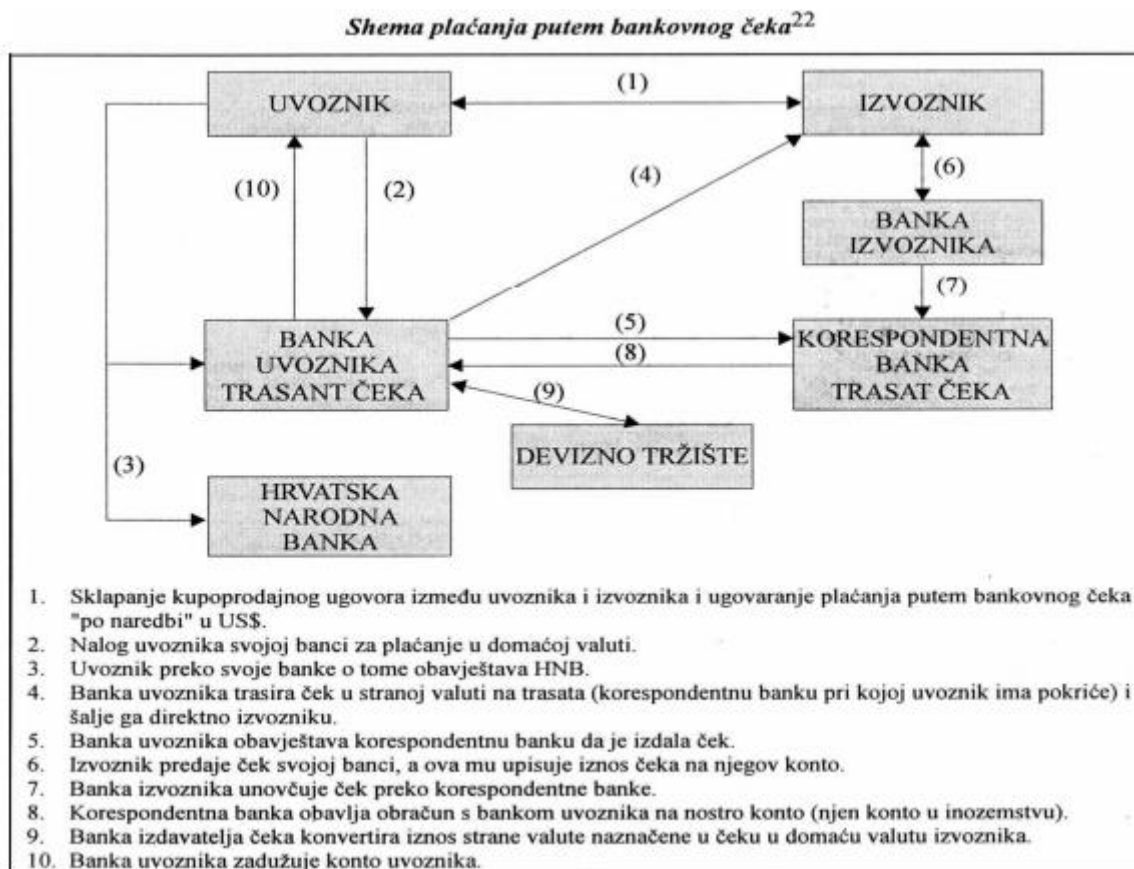 Shema plaćanja putem bankovnog čeka22
UVOZNIK
(1)
IZVOZNIK
(10)
(2)
(4)
(6)
BANKA
IZVOZNIKA
(7)
BANKA
UVOZNIKA
TRASANT ČEKA
(5)
(8)
KORESPONDENTNA
BANKA
TRASAT ČEKA
(9)
DEVIZNO TRŽIŠTE
(3)
HRVATSKA
NARODNA
BANKA
1. Sklapanje kupoprodajnog ugovora između uvoznika i izvoznika i ugovaranje plaćanja putem bankovnog čeka
"po naredbi" u US$.
2. Nalog uvoznika svojoj banci za plaćanje u domaćoj valuti.
3. Uvoznik preko svoje banke o tome obavještava HNB.
4. Banka uvoznika trasira ček u stranoj valuti na trasata (korespondentnu banku pri kojoj uvoznik ima pokriće) i
šalje ga direktno izvozniku.
5. Banka uvoznika obavještava korespondentnu banku da je izdala ček.
6. Izvoznik predaje ček svojoj banci, a ova mu upisuje iznos čeka na njegov konto.
7. Banka izvoznika unovčuje ček preko korespondentne banke.
8. Korespondentna banka obavlja obračun s bankom uvoznika na nostro konto (njen konto u inozemstvu).
9. Banka izdavatelja čeka konvertira iznos strane valute naznačene u čeku u domaću valutu izvoznika.
10. Banka uvoznika zadužuje konto uvoznika.